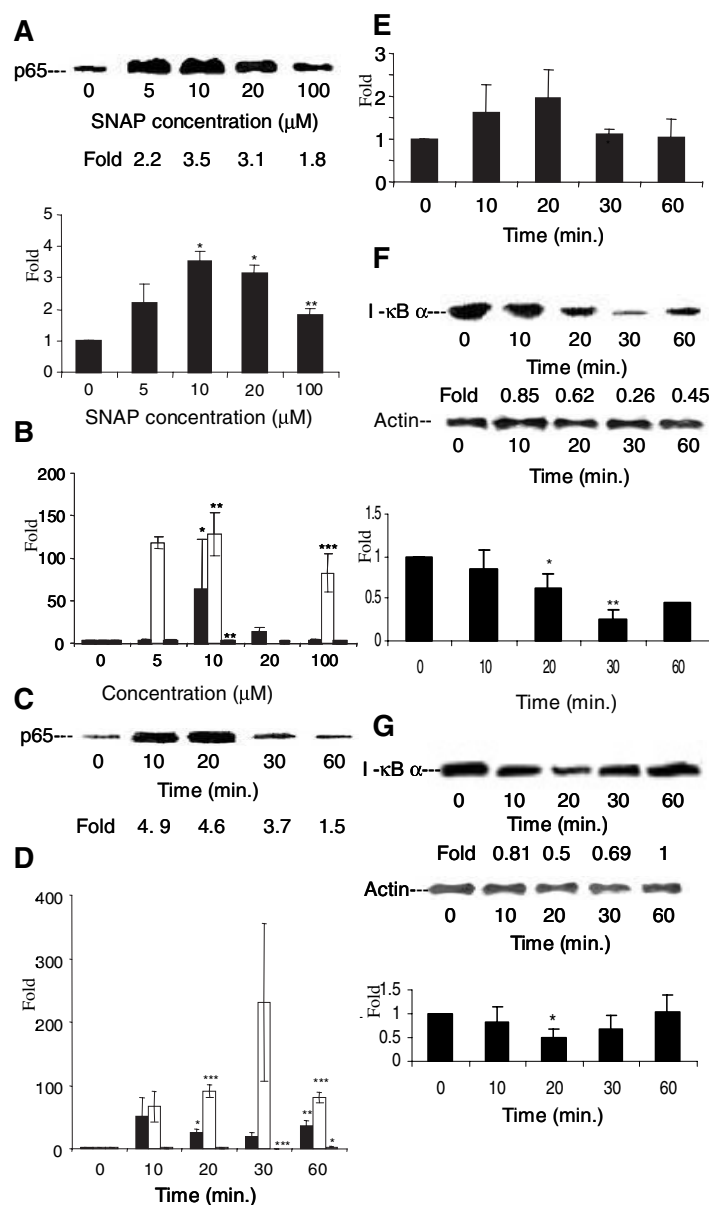 A
p65---
0 5 10 20 100
SNAP concentration (μM)
Fold 2.2 3.5 3.1 1.8
5
4
3
2
1
0
Fold
* * **
0 5 10 20 100
SNAP concentration (μM)
B
200
150
100
50
0
Fold
* ** ** ***
0 5 10 20 100
Concentration (μM)
C
p65---
0 10 20 30 60
Time (min.)
Fold 4. 9 4.6 3.7 1.5
D
400
300
200
100
0
Fold
* *** *** ** *** *
0 10 20 30 60
Time (min.)
E
3
2
1
0
Fold
0 10 20 30 60
Time (min.)
F
I -κB α---
0 10 20 30 60
Time (min.)
Fold 0.85 0.62 0.26 0.45
Actin--
0 10 20 30 60
Time (min.)
1.5
1
0.5
0
Fold
* **
0 10 20 30 60
Time (min.)
G
I -κB α---
0 10 20 30 60
Time (min.)
Fold 0.81 0.5 0.69 1
Actin---
0 10 20 30 60
Time (min.)
1.5
1
0.5
0
Fold
*
0 10 20 30 60
Time (min.)